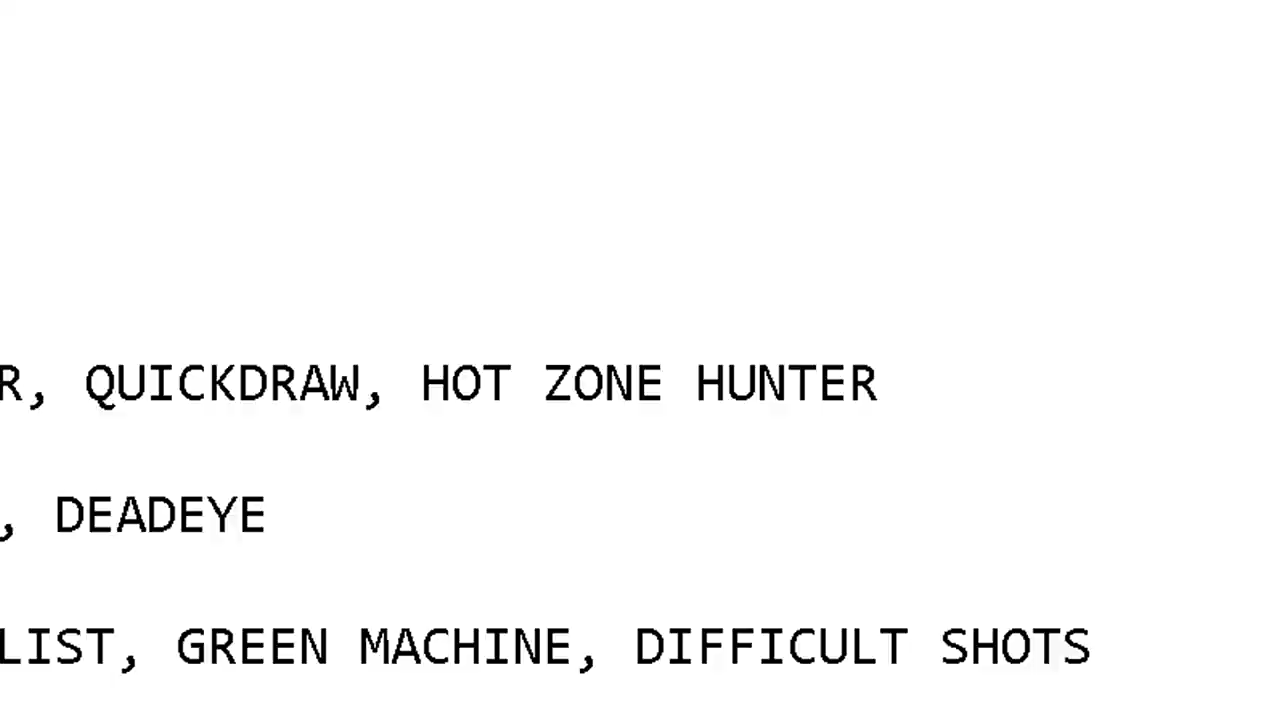 R, QUICKDRAW, HOT ZONE HUNTER
, DEADEYE
LIST, GREEN MACHINE, DIFFICULT SHOTS